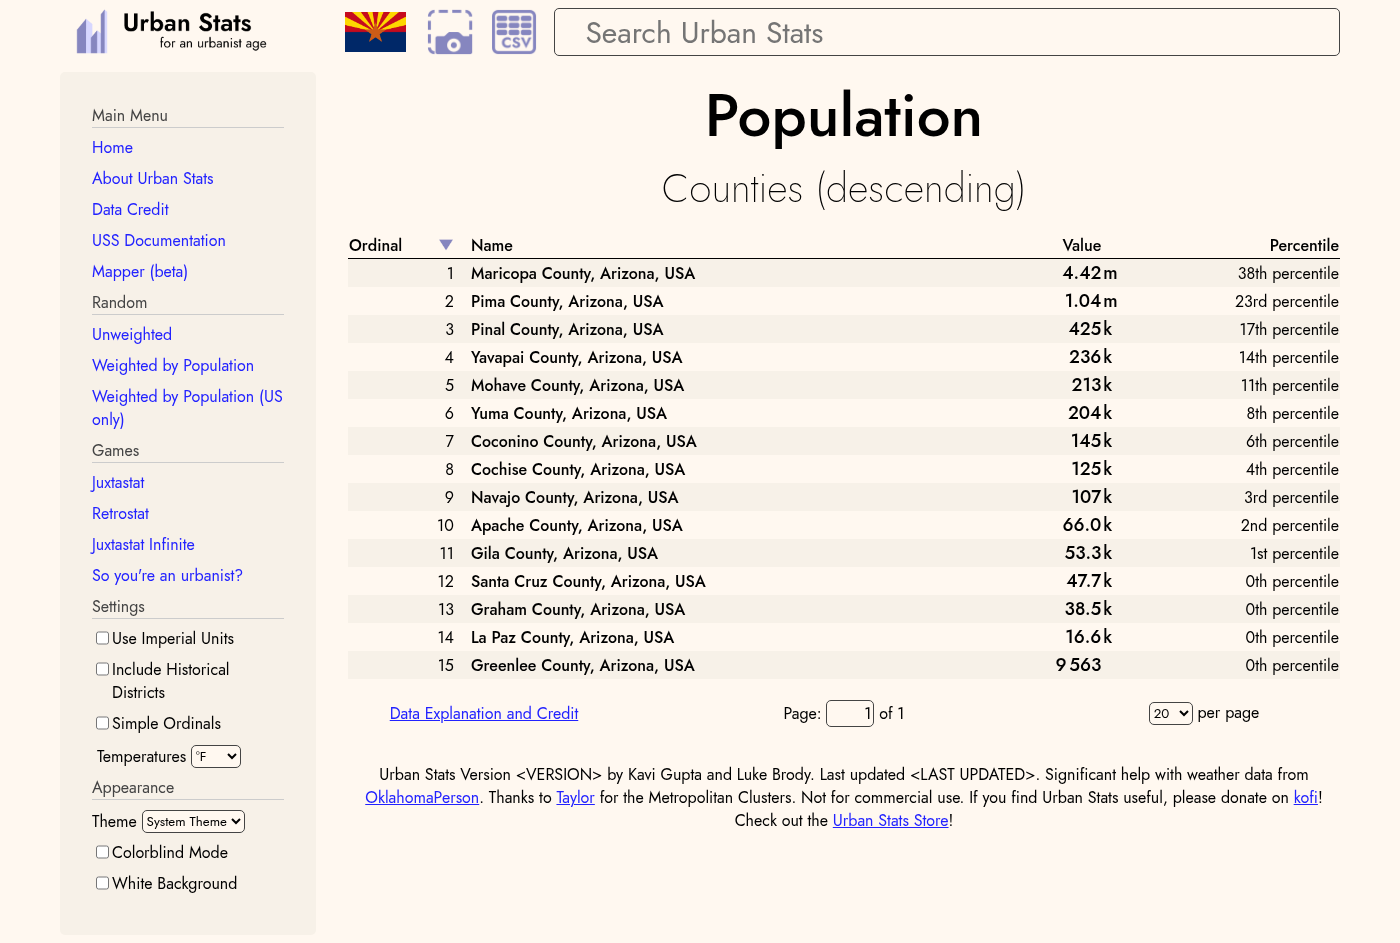 Urban Stats
for an urbanist age
CSV
Search Urban Stats
Main Menu
Home
About Urban Stats
Data Credit
USS Documentation
Mapper (beta)
Random
Unweighted
Weighted by Population
Weighted by Population (US
only)
Games
Juxtastat
Retrostat
Juxtastat Infinite
So you're an urbanist?
Settings
Use Imperial Units
Include Historical
Districts
Simple Ordinals
Temperatures °F
Appearance
Theme System Theme
Colorblind Mode
White Background
Population
Counties (descending)
Ordinal Name Value Percentile
1 Maricopa County, Arizona, USA 4.42m 38th percentile
2 Pima County, Arizona, USA 1.04m 23rd percentile
3 Pinal County, Arizona, USA 425k 17th percentile
4 Yavapai County, Arizona, USA 236k 14th percentile
5 Mohave County, Arizona, USA 213k 11th percentile
6 Yuma County, Arizona, USA 204k 8th percentile
7 Coconino County, Arizona, USA 145k 6th percentile
8 Cochise County, Arizona, USA 125k 4th percentile
9 Navajo County, Arizona, USA 107k 3rd percentile
10 Apache County, Arizona, USA 66.0k 2nd percentile
11 Gila County, Arizona, USA 53.3k 1st percentile
12 Santa Cruz County, Arizona, USA 47.7k 0th percentile
13 Graham County, Arizona, USA 38.5k 0th percentile
14 La Paz County, Arizona, USA 16.6k 0th percentile
15 Greenlee County, Arizona, USA 9 563 0th percentile
Data Explanation and Credit Page: 1 of 1 20 per page
Urban Stats Version <VERSION> by Kavi Gupta and Luke Brody. Last updated <LAST UPDATED>. Significant help with weather data from
OklahomaPerson. Thanks to Taylor for the Metropolitan Clusters. Not for commercial use. If you find Urban Stats useful, please donate on kofi!
Check out the Urban Stats Store!